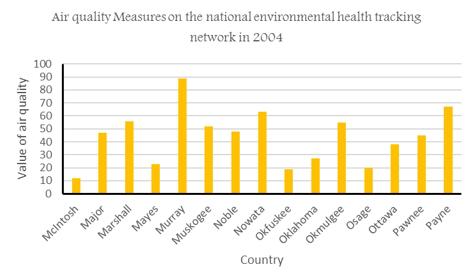 Air quality Measures on the national environmental health tracking
network in 2004
100
90
80
70
60
50
40
30
20
10
0
Value of air quality
McIntosh
Major
Marshall
Mayes
Murray
Muskogee
Noble
Nowata
Okfuskee
Oklahoma
Okmulgee
Osage
Ottawa
Pawnee
Payne
Country